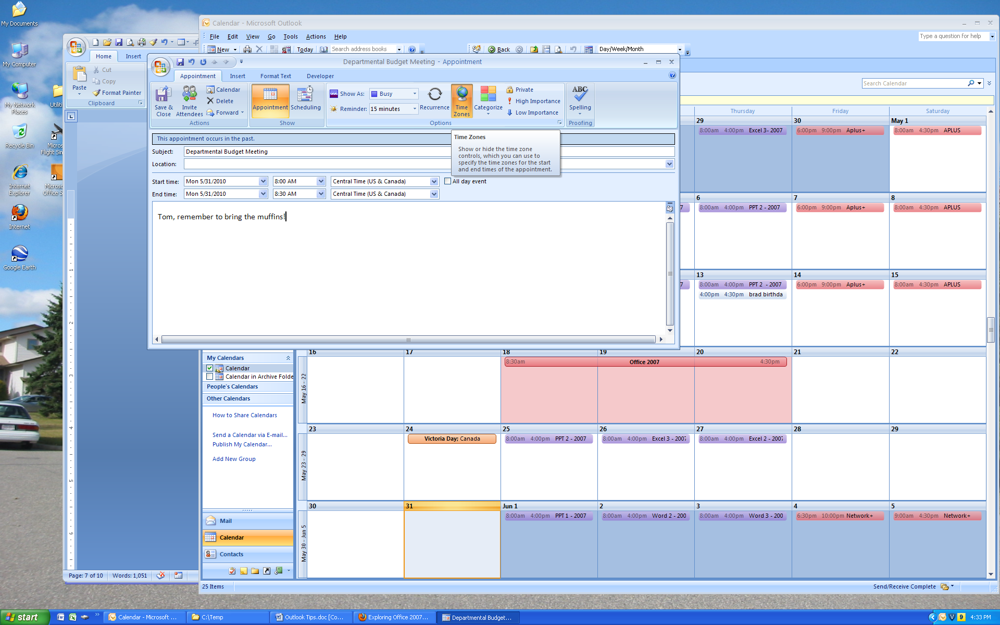 My Documents
My Computer
My Network
Places
Utiliti
Recycle Bin
Micros
Flight Sim
Internet
Explorer
Microso
Office S
Internet
Google Earth
Home
Insert
Paste
Cut
Copy
Format Painter
Clipboard
Page: 7 of 10
Words: 1,051
Calendar - Microsoft Outlook
File
Edit
View
Go
Tools
Actions
Help
Type a question for help
New
Today
Search address books
Back
Day/Week/Month
Search Calendar
Departmental Budget Meeting - Appointment
Appointment
Insert
Format Text
Developer
Save &
Close
Invite
Attendees
Calendar
Delete
Forward
Actions
Appointment
Scheduling
Show
Show As:
Busy
Reminder:
15 minutes
Recurrence
Time
Zones
Categorize
Private
High Importance
Low Importance
Options
ABC
Spelling
Proofing
Time Zones
Show or hide the time zone
controls, which you can use to
specify the time zones for the start
and end times of the appointment.
This appointment occurs in the past.
Subject:
Departmental Budget Meeting
Location:
Start time:
Mon 5/31/2010
8:00 AM
Central Time (US & Canada)
All day event
End time:
Mon 5/31/2010
8:30 AM
Central Time (US & Canada)
Tom, remember to bring the muffins!
Thursday
Friday
Saturday
29
30
May 1
8:00am 4:00pm Excel 3- 2007
6:00pm 9:00pm Aplus+
8:00am 4:30pm APLUS
6
7
8
7
8:00am 4:00pm PPT 2 - 2007
6:00pm 9:00pm Aplus+
8:00am 4:30pm APLUS
13
14
15
7
8:00am 4:00pm PPT 2 - 2007
4:00pm 4:30pm brad birthda
6:00pm 9:00pm Aplus+
8:00am 4:30pm APLUS
May 16 - 22
16
17
18
19
20
21
22
8:30am
Office 2007
4:30pm
May 23 - 29
23
24
25
26
27
28
29
Victoria Day; Canada
8:00am 4:00pm PPT 2 - 2007
8:00am 4:00pm Excel 3 - 2007
8:00am 4:00pm Excel 2 - 2007
May 30 - Jun 5
30
31
Jun 1
2
3
4
5
8:00am 4:00pm PPT 1 - 2007
8:00am 4:00pm Word 2 - 200
8:00am 4:00pm Word 3 - 200
6:30pm 10:00pm Network+
9:00am 4:30pm Network+
My Calendars
Calendar
Calendar in Archive Folde
People's Calendars
Other Calendars
How to Share Calendars
Send a Calendar via E-mail...
Publish My Calendar...
Add New Group
Mail
Calendar
Contacts
25 Items
Send/Receive Complete
1
2
3
4
5
6
start
Calendar - Microsoft ...
C:\Temp
Outlook Tips.doc [Co...
Exploring Office 2007...
Departmental Budget...
V
9
4:33 PM